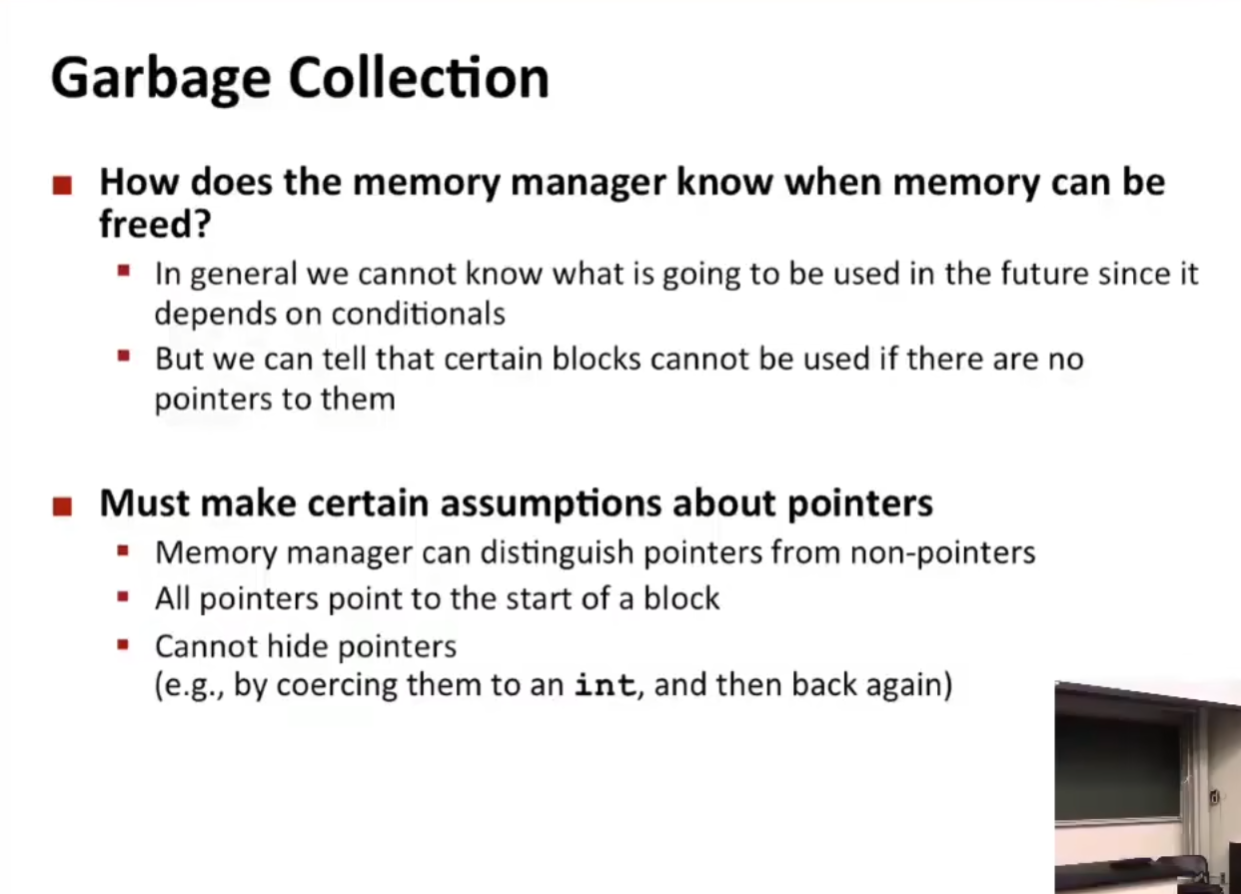 Garbage Collection
How does the memory manager know when memory can be
freed?
In general we cannot know what is going to be used in the future since it
depends on conditionals
But we can tell that certain blocks cannot be used if there are no
pointers to them
Must make certain assumptions about pointers
Memory manager can distinguish pointers from non-pointers
All pointers point to the start of a block
Cannot hide pointers
(e.g., by coercing them to an int, and then back again)